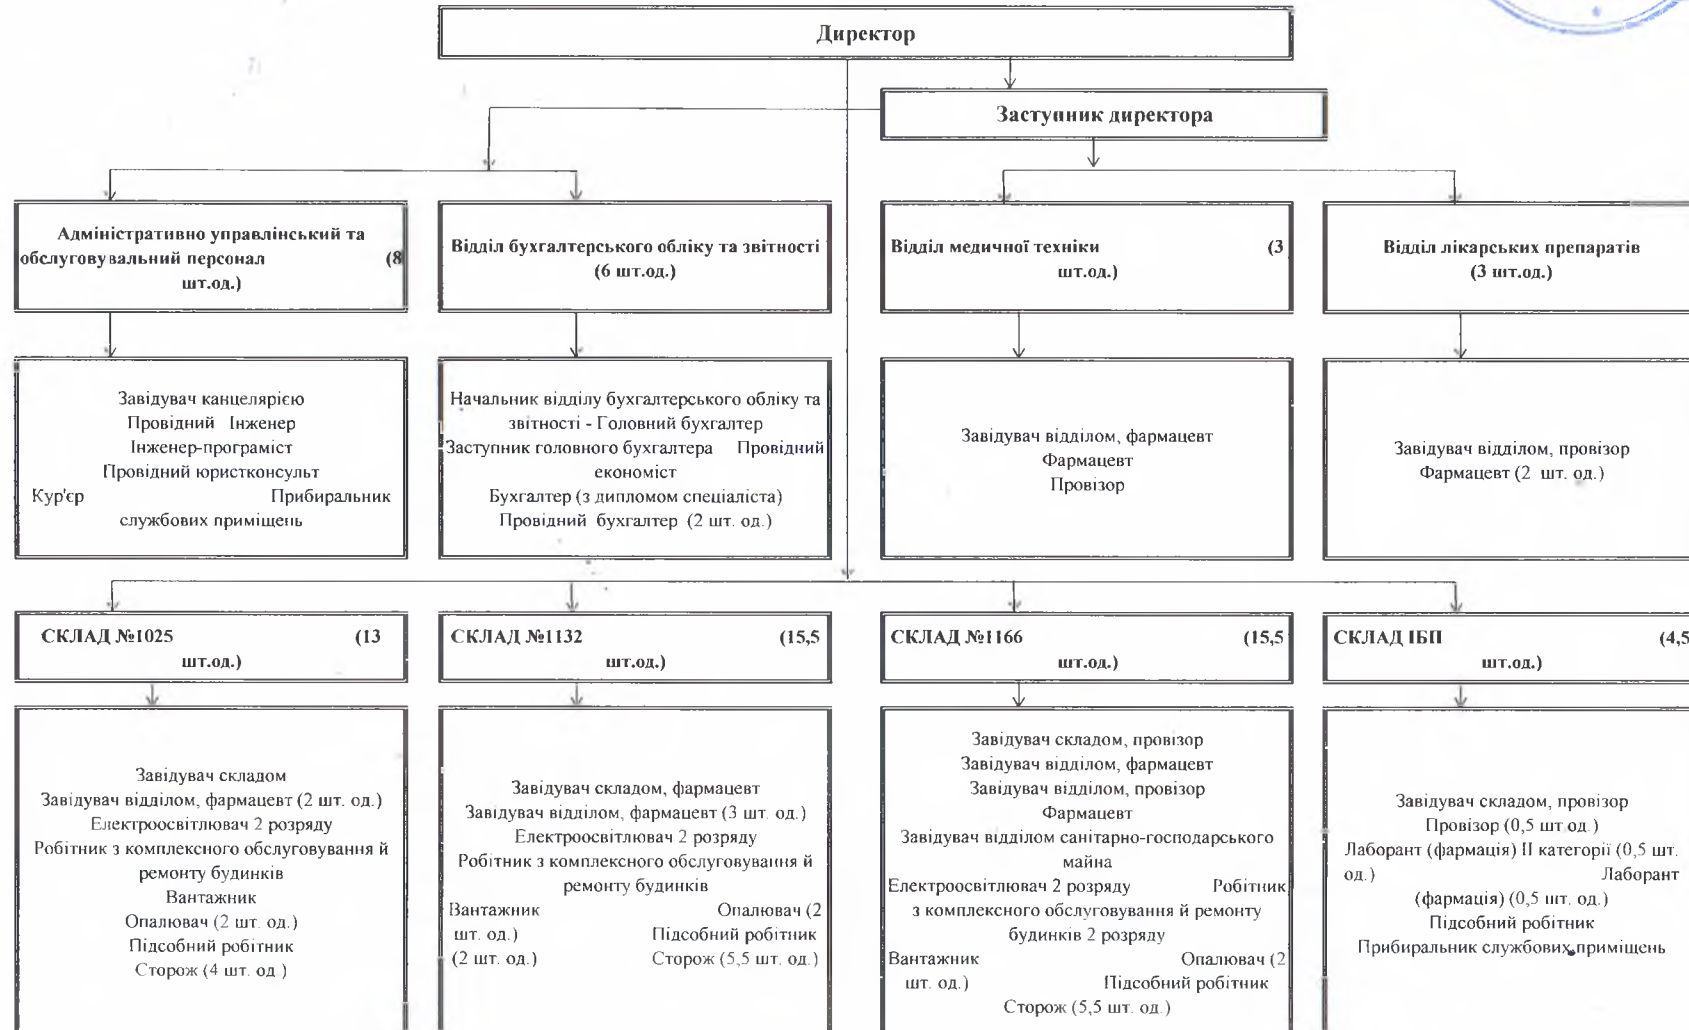 Директор
Заступник директора
Адміністративно управлінський та
обслуговувальний персонал (8
шт.од.)
Відділ бухгалтерського обліку та звітності
(6 шт.од.)
Відділ медичної техніки (3
шт.од.)
Відділ лікарських препаратів
(3 шт.од.)
Завідувач канцелярією
Провідний Інженер
Інженер-програміст
Провідний юристконсульт
Кур'єр Прибиральник
службових приміщень
Начальник відділу бухгалтерського обліку та
звітності - Головний бухгалтер
Заступник головного бухгалтера Провідний
економіст
Бухгалтер (з дипломом спеціаліста)
Провідний бухгалтер (2 шт. од.)
Завідувач відділом, фармацевт
Фармацевт
Провізор
Завідувач відділом, провізор
Фармацевт (2 шт. од.)
СКЛАД №1025 (13
шт.од.)
СКЛАД №1132 (15,5
шт.од.)
СКЛАД №1166 (15,5
шт.од.)
СКЛАД ІБП (4,5
шт.од.)
Завідувач складом
Завідувач відділом, фармацевт (2 шт. од.)
Електроосвітлювач 2 розряду
Робітник з комплексного обслуговування й
ремонту будинків
Вантажник
Опалювач (2 шт. од.)
Підсобний робітник
Сторож (4 шт. од.)
Завідувач складом, фармацевт
Завідувач відділом, фармацевт (3 шт. од.)
Електроосвітлювач 2 розряду
Робітник з комплексного обслуговування й
ремонту будинків
Вантажник Опалювач (2
шт. од.) Підсобний робітник
(2 шт. од.) Сторож (5,5 шт. од.)
Завідувач складом, провізор
Завідувач відділом, фармацевт
Завідувач відділом, провізор
Фармацевт
Завідувач відділом санітарно-господарського
майна
Електроосвітлювач 2 розряду Робітник
з комплексного обслуговування й ремонту
будинків 2 розряду
Вантажник Опалювач (2
шт. од.) Підсобний робітник
Сторож (5,5 шт. од.)
Завідувач складом, провізор
Провізор (0,5 шт.од.)
Лаборант (фармація) II категорії (0,5 шт.
од.) Лаборант
(фармація) (0,5 шт. од.)
Підсобний робітник
Прибиральник службових приміщень